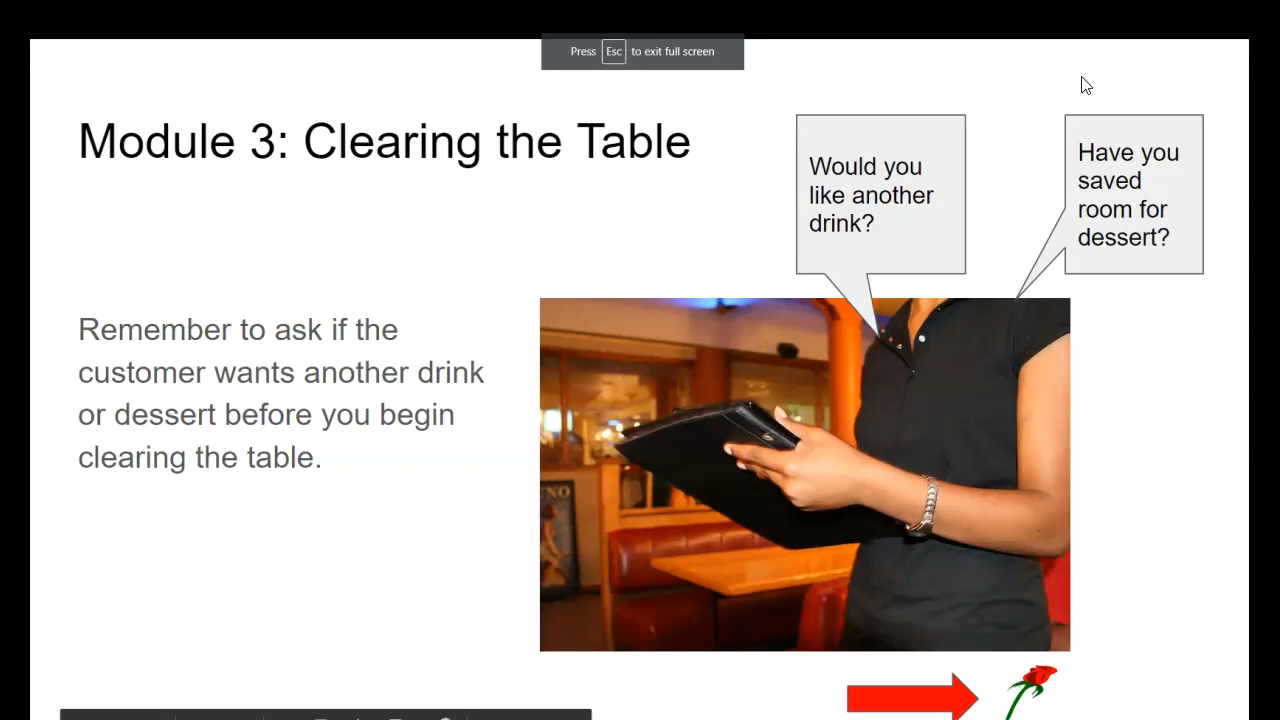 Press Esc to exit full screen
Module 3: Clearing the Table
Would you
like another
drink?
Have you
saved
room for
dessert?
Remember to ask if the
customer wants another drink
or dessert before you begin
clearing the table.
NO